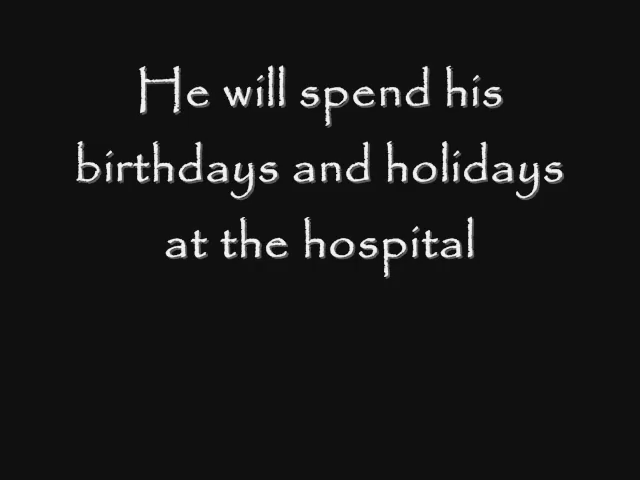 He will spend his
birthdays and holidays
at the hospital